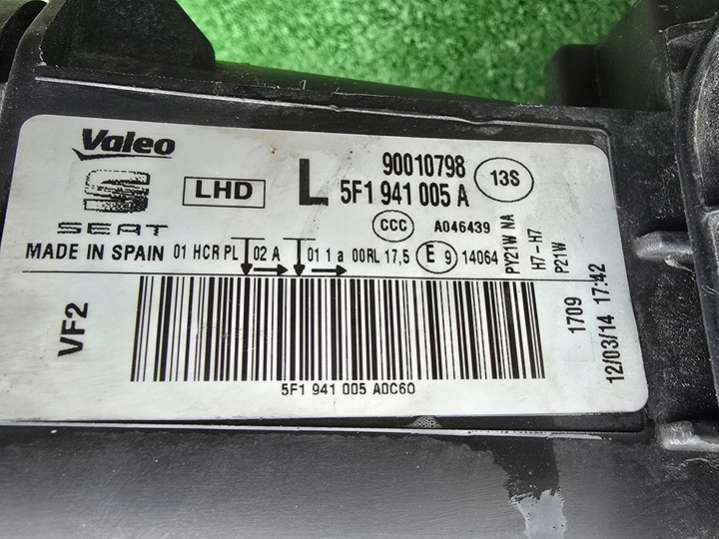 Valeo
90010798
13S
LHD
L
5F1 941 005 A
SEAT
CCC
A046439
MADE IN SPAIN
01 HCR PL 02 A 01 1 a 00RL 17,5 E 9 14064
PY21W NA
H7-H7
P21W
VF2
1709
12/03/14 17:42
5F1 941 005 A0C60